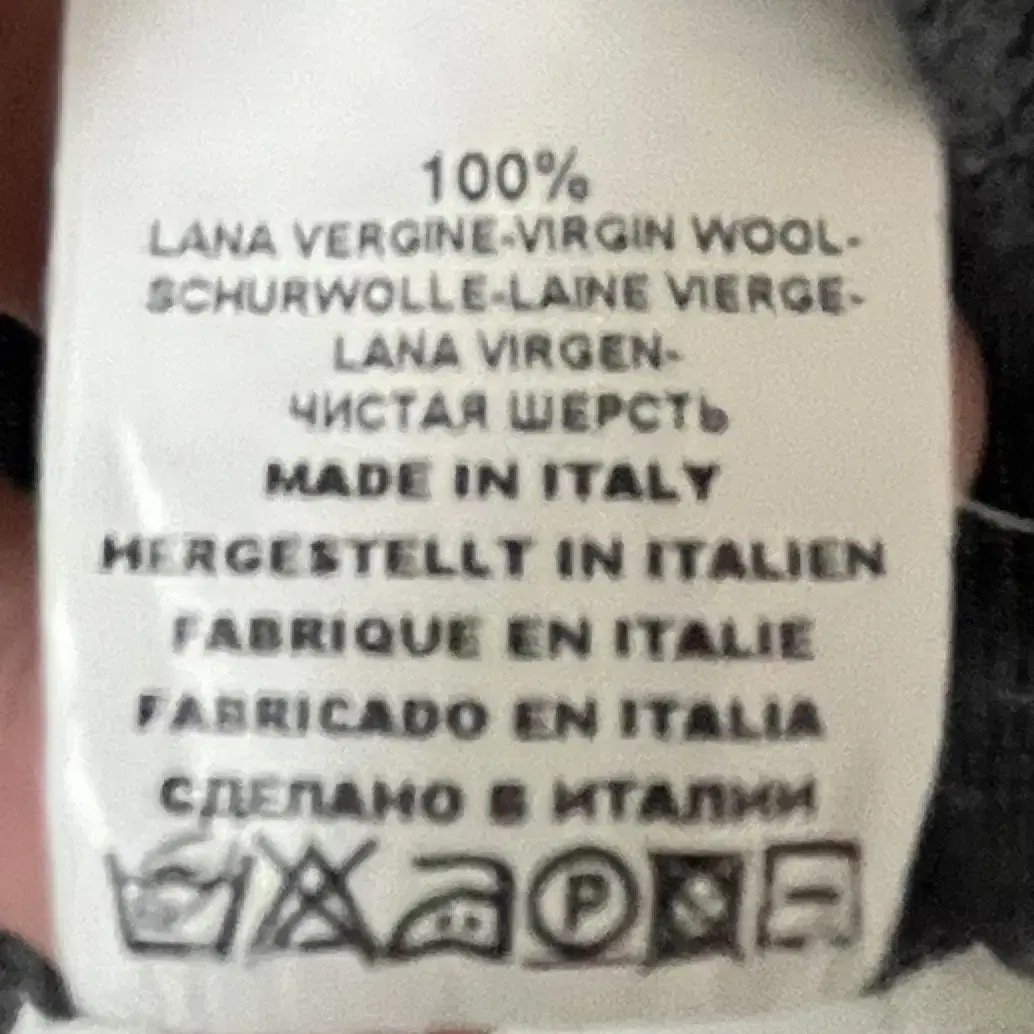 100%
LANA VERGINE-VIRGIN WOOL-
SCHURWOLLE-LAINE VIERGE-
LANA VIRGEN-
ЧИСТАЯ ШЕРСТЬ
MADE IN ITALY
HERGESTELLT IN ITALIEN
FABRIQUE EN ITALIE
FABRICADO EN ITALIA
СДЕЛАНО В ИТАЛИИ
P